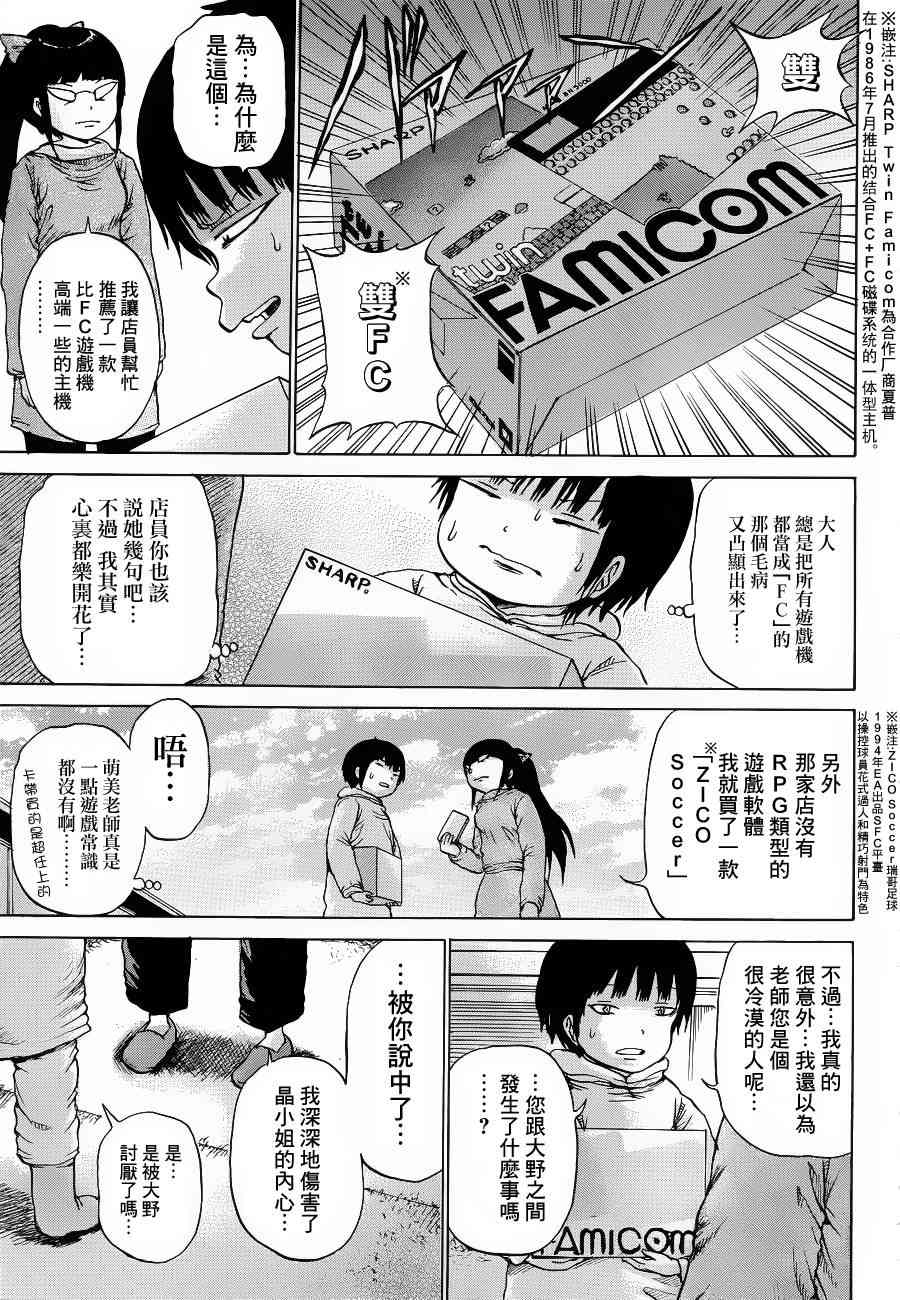 ※嵌注:SHARP Twin Famicom為合作厂商夏普
在1986年7月推出的结合FC+FC磁碟系统的一体型主机。
雙
SHARP
twin
FAMICOM
※
雙FC
為…為什麼
是這個…
我讓店員幫忙
推薦了一款
比FC遊戲機
高端一些的主機
………
大人
總是把所有遊戲機
都當成「FC」的
那個毛病
又凸顯出來了…
SHARP
店員你也該
說她幾句吧…
不過 我其實
心裏都樂開花了…
※嵌注:ZICO Soccer瑞哥足球
1994年EA出品SFC平臺
以操控球員花式過人和精巧射門為特色
另外
那家店沒有
RPG類型的
遊戲軟體
我就買了一款
※「ZICO
Soccer」
唔…
萌美老師真是
一點遊戲常識
都沒有啊………
卡帶買的是超任上的
不過…我真的
很意外…我還以為
老師您是個
很冷漠的人呢…
…您跟大野之間
發生了什麼事嗎
…?
FAMICOM
…被你說中了…
我深深地傷害了
晶小姐的內心…
是…
是被大野
討厭了嗎…